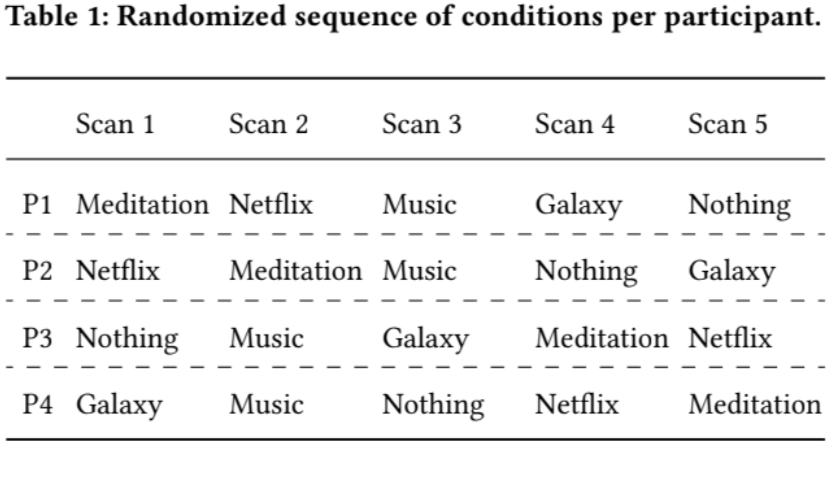 Table 1: Randomized sequence of conditions per participant.
Scan 1 Scan 2 Scan 3 Scan 4 Scan 5
P1 Meditation Netflix Music Galaxy Nothing
P2 Netflix Meditation Music Nothing Galaxy
P3 Nothing Music Galaxy Meditation Netflix
P4 Galaxy Music Nothing Netflix Meditation